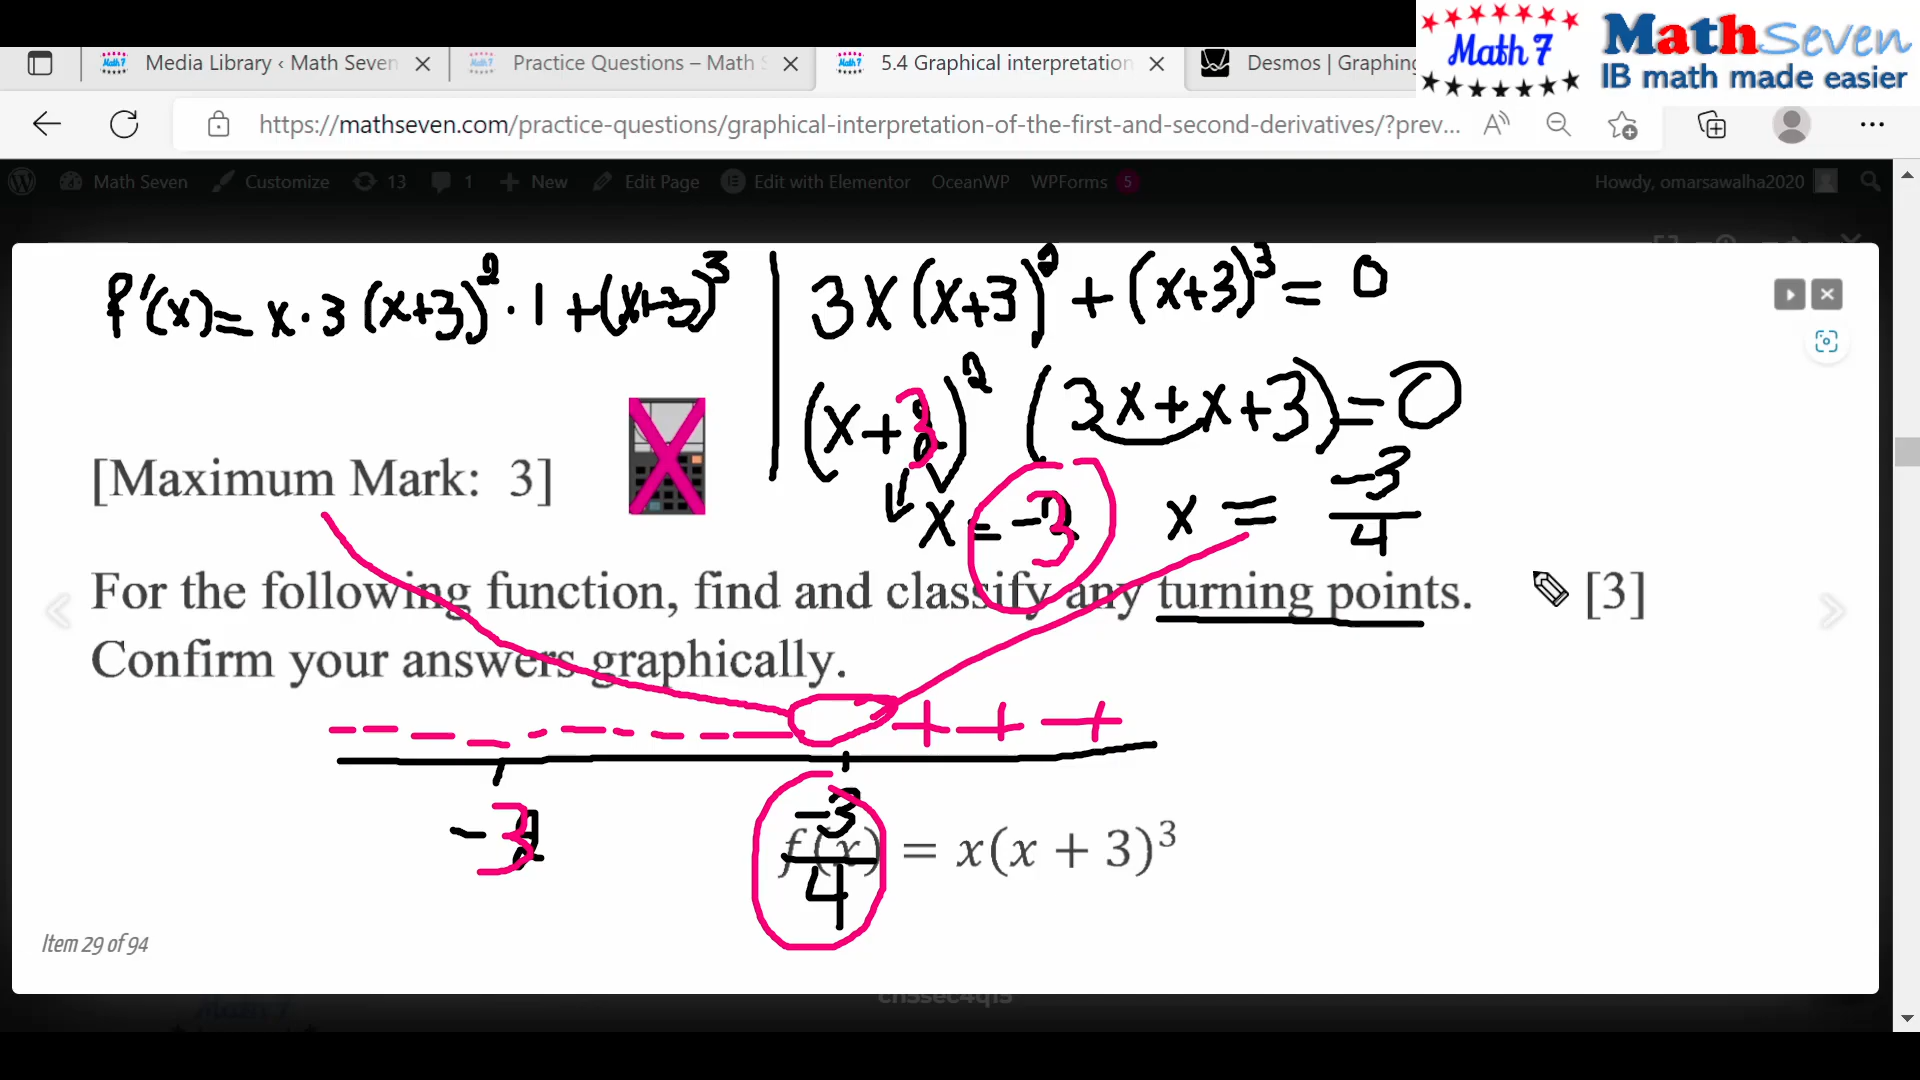 Math 7
MathSeven
IB math made easier
Media Library ‹ Math Seven
Practice Questions – Math S
5.4 Graphical interpretation
Desmos | Graphing
https://mathseven.com/practice-questions/graphical-interpretation-of-the-first-and-second-derivatives/?prev...
Math Seven
Customize
13
1
New
Edit Page
Edit with Elementor
OceanWP
WPForms 5
Howdy, omarsawalha2020
f'(x) = x · 3 (x+3)² · 1 + (x+3)³
3x (x+3)² + (x+3)³ = 0
(x+3)² (3x + x + 3) = 0
x = -3 x = -3/4
[Maximum Mark: 3]
For the following function, find and classify any turning points. [3]
Confirm your answers graphically.
- - - - - - - - - + - + - +
-3 -3/4
f(x) = x(x + 3)³
Item 29 of 94
ch5sec4q15